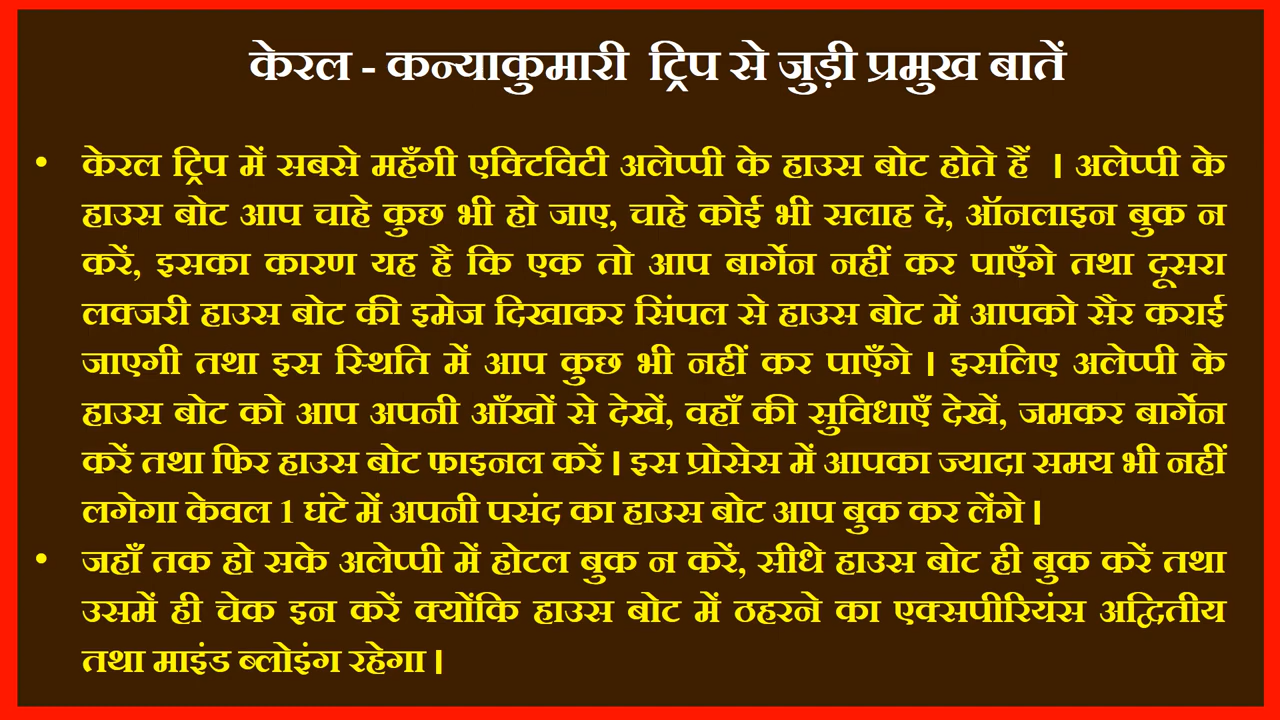 केरल - कन्याकुमारी ट्रिप से जुड़ी प्रमुख बातें
• केरल ट्रिप में सबसे महँगी एक्टिविटी अलेप्पी के हाउस बोट होते हैं । अलेप्पी के
हाउस बोट आप चाहे कुछ भी हो जाए, चाहे कोई भी सलाह दे, ऑनलाइन बुक न
करें, इसका कारण यह है कि एक तो आप बार्गेन नहीं कर पाएँगे तथा दूसरा
लक्जरी हाउस बोट की इमेज दिखाकर सिंपल से हाउस बोट में आपको सैर कराई
जाएगी तथा इस स्थिति में आप कुछ भी नहीं कर पाएँगे । इसलिए अलेप्पी के
हाउस बोट को आप अपनी आँखों से देखें, वहाँ की सुविधाएँ देखें, जमकर बार्गेन
करें तथा फिर हाउस बोट फाइनल करें । इस प्रोसेस में आपका ज्यादा समय भी नहीं
लगेगा केवल 1 घंटे में अपनी पसंद का हाउस बोट आप बुक कर लेंगे ।
• जहाँ तक हो सके अलेप्पी में होटल बुक न करें, सीधे हाउस बोट ही बुक करें तथा
उसमें ही चेक इन करें क्योंकि हाउस बोट में ठहरने का एक्सपीरियंस अद्वितीय
तथा माइंड ब्लोइंग रहेगा ।